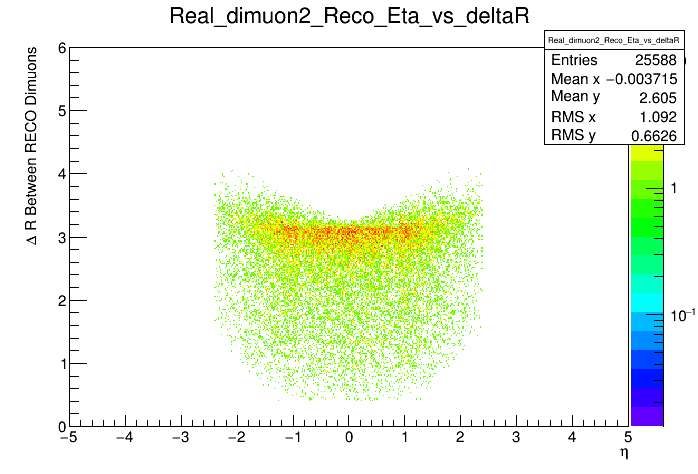 Real_dimuon2_Reco_Eta_vs_deltaR
Real_dimuon2_Reco_Eta_vs_deltaR
Entries 25588
Mean x −0.003715
Mean y 2.605
RMS x 1.092
RMS y 0.6626
Δ R Between RECO Dimuons
6
5
4
3
2
1
0
1
10⁻¹
−5 −4 −3 −2 −1 0 1 2 3 4 5
η